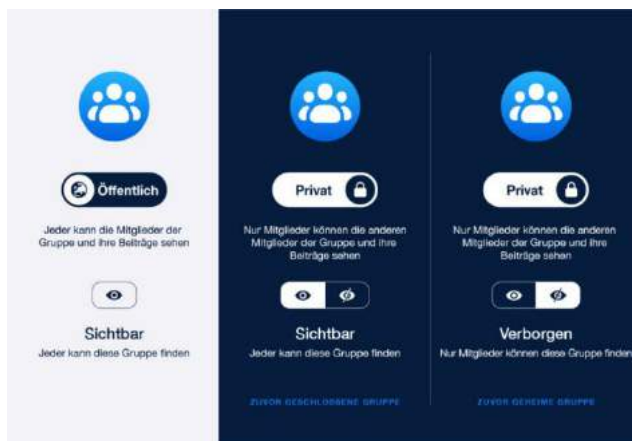 Öffentlich
Jeder kann die Mitglieder der
Gruppe und ihre Beiträge sehen
Sichtbar
Jeder kann diese Gruppe finden
Privat
Nur Mitglieder können die anderen
Mitglieder der Gruppe und ihre
Beiträge sehen
Sichtbar
Jeder kann diese Gruppe finden
ZUVOR GESCHLOSSENE GRUPPE
Privat
Nur Mitglieder können die anderen
Mitglieder der Gruppe und ihre
Beiträge sehen
Verborgen
Nur Mitglieder können diese Gruppe finden
ZUVOR GEHEIME GRUPPE